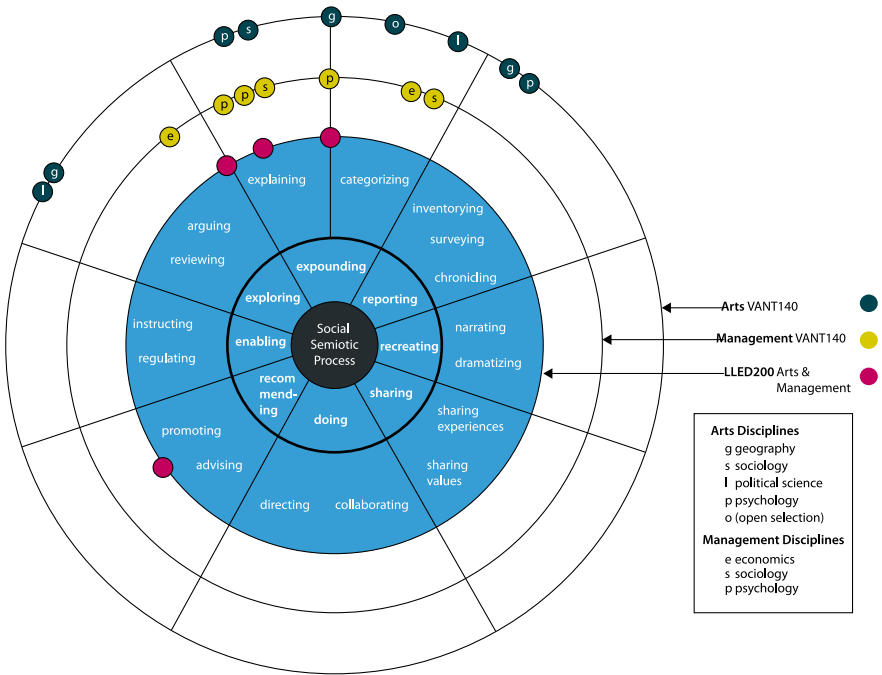 p
s
g
o
l
g
p
p
p
s
p
e
s
e
g
l
explaining
categorizing
inventorying
surveying
chronicling
arguing
reviewing
expounding
exploring
reporting
instructing
regulating
enabling
Social
Semiotic
Process
recreating
narrating
dramatizing
recom
mend-
ing
doing
sharing
sharing
experiences
sharing
values
promoting
advising
directing
collaborating
Arts VANT140
Management VANT140
LLED200 Arts &
Management
Arts Disciplines
g geography
s sociology
l political science
p psychology
o (open selection)
Management Disciplines
e economics
s sociology
p psychology